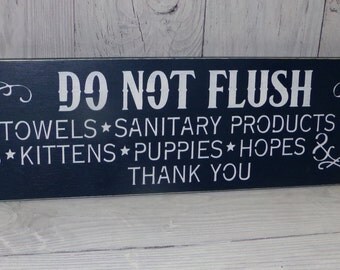 DO NOT FLUSH
TOWELS★SANITARY PRODUCTS
★KITTENS★PUPPIES★HOPES &
THANK YOU